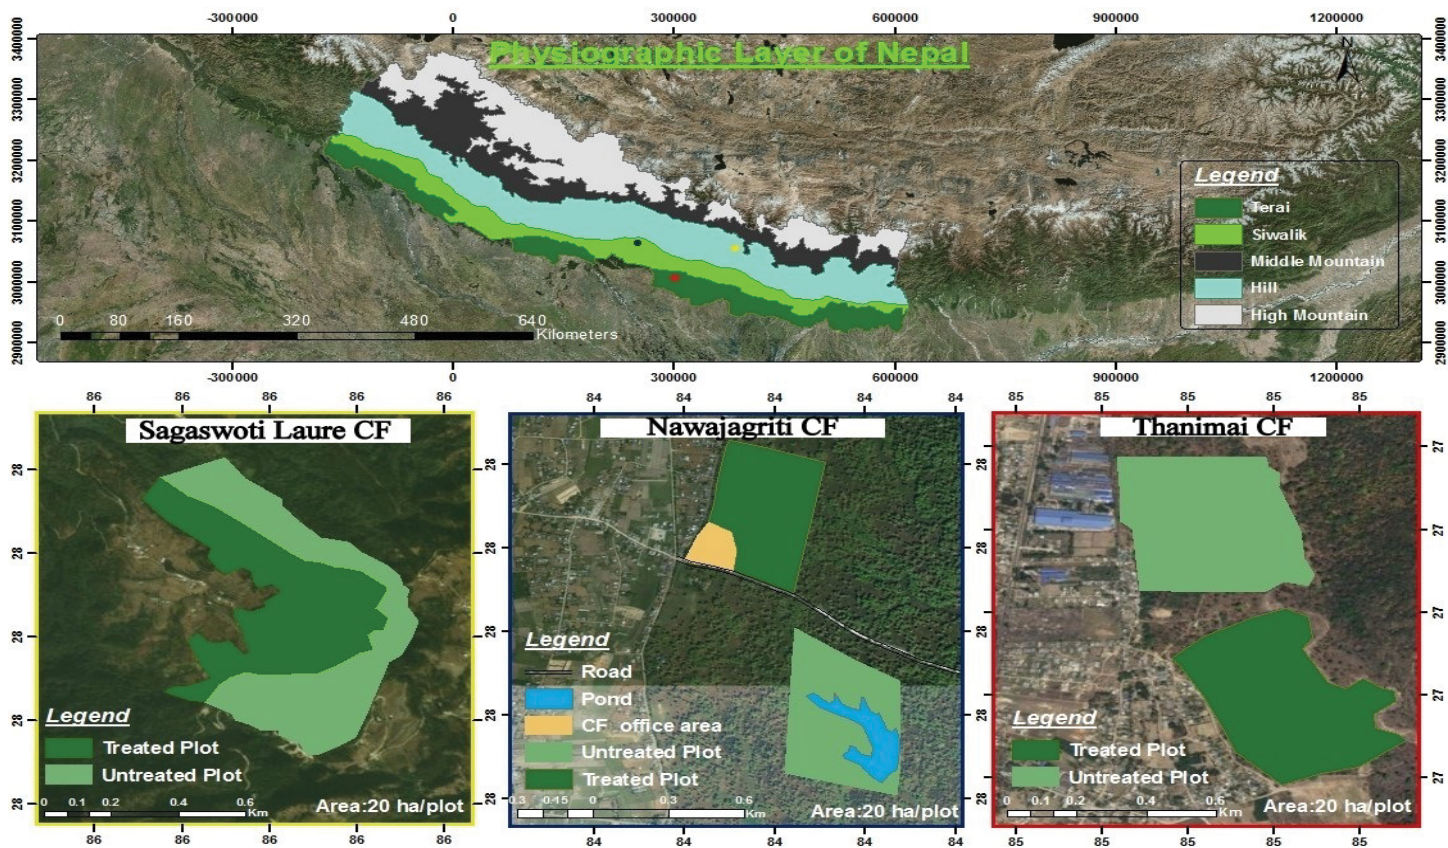 -300000 0 300000 600000 900000 1200000
3400000 3400000
Physiographic Layer of Nepal
N
3300000 3300000
3200000 3200000
Legend
Terai
3100000 3100000
Siwalik
Middle Mountain
3000000 3000000
Hill
High Mountain
2900000 2900000
0 80 160 320 480 640
Kilometers
-300000 0 300000 600000 900000 1200000
86 86 86 86 86
Sagaswoti Laure CF
28
28
28
28
28
Legend
Treated Plot
Untreated Plot
0 0.1 0.2 0.4 0.6
Km
Area:20 ha/plot
86 86 86 86 86
84 84 84 84 84
Nawajagriti CF
28 28
28 28
28 28
28 28
28 28
Legend
Road
Pond
CF office area
Untreated Plot
Treated Plot
0.3 0.15 0 0.3 0.6
Km
Area:20 ha/plot
84 84 84 84 84
85 85 85 85 85
Thanimai CF
27
27
27
27
27
Legend
Treated Plot
Untreated Plot
0 0.1 0.2 0.4 0.6
Km
Area:20 ha/plot
85 85 85 85 85